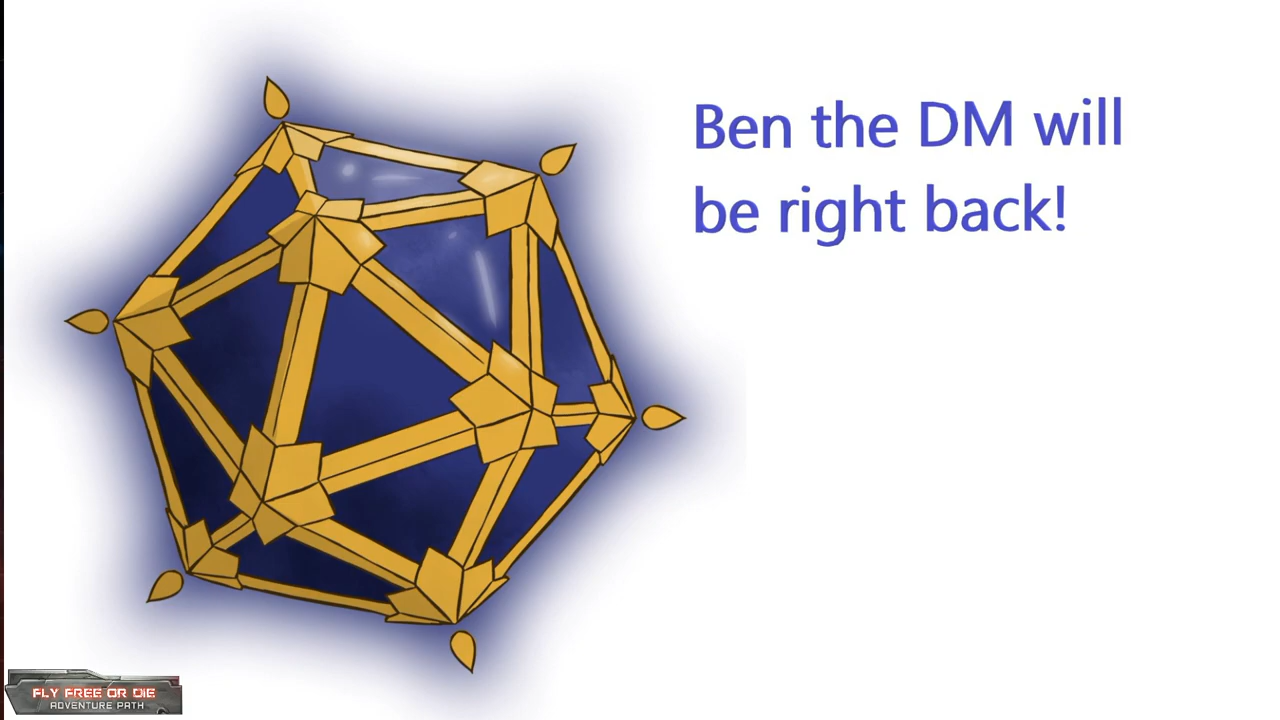 Ben the DM will
be right back!
FLY FREE OR DIE
ADVENTURE PATH